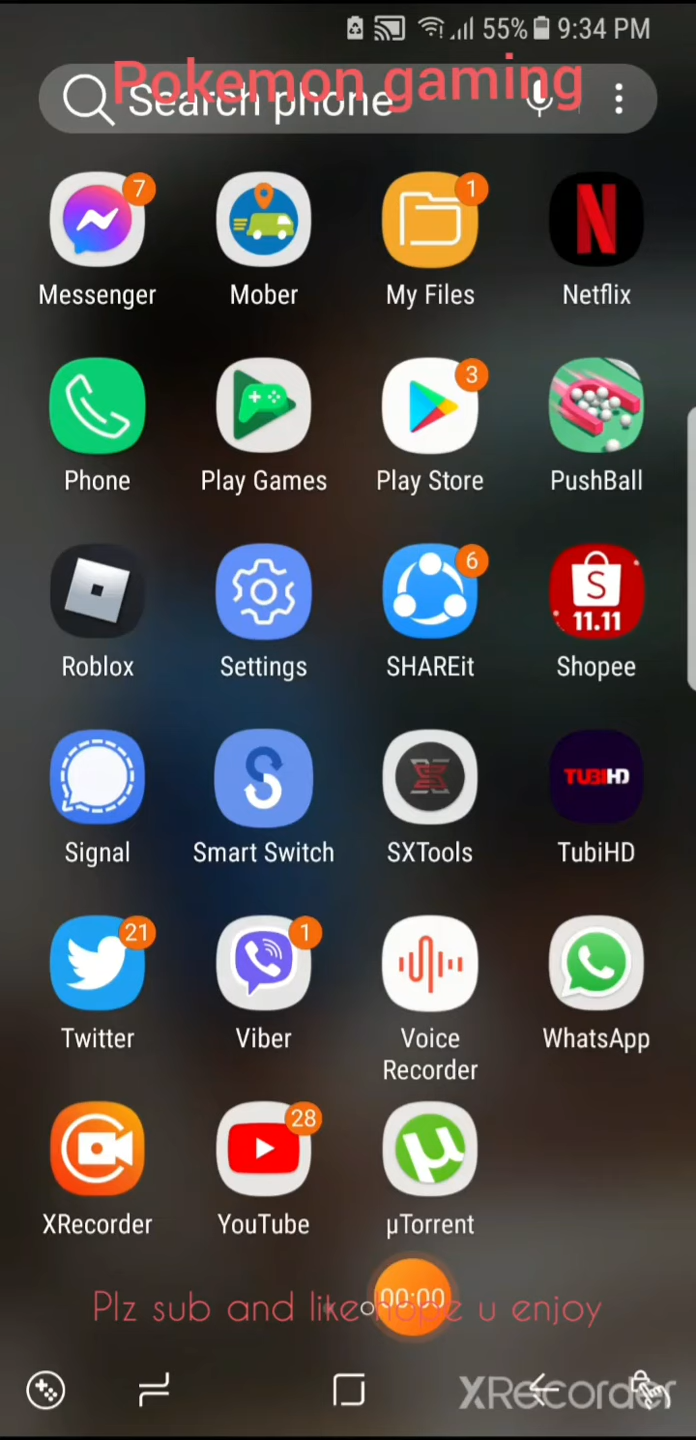 55% 9:34 PM
Pokemon gaming
Search phone
7
1
Messenger Mober My Files Netflix
3
Phone Play Games Play Store PushBall
6
S
11.11
Roblox Settings SHAREit Shopee
TUBIHD
Signal Smart Switch SXTools TubiHD
21
1
Twitter Viber Voice Recorder WhatsApp
28
XRecorder YouTube µTorrent
00:00
Plz sub and like hope u enjoy
XRecorder